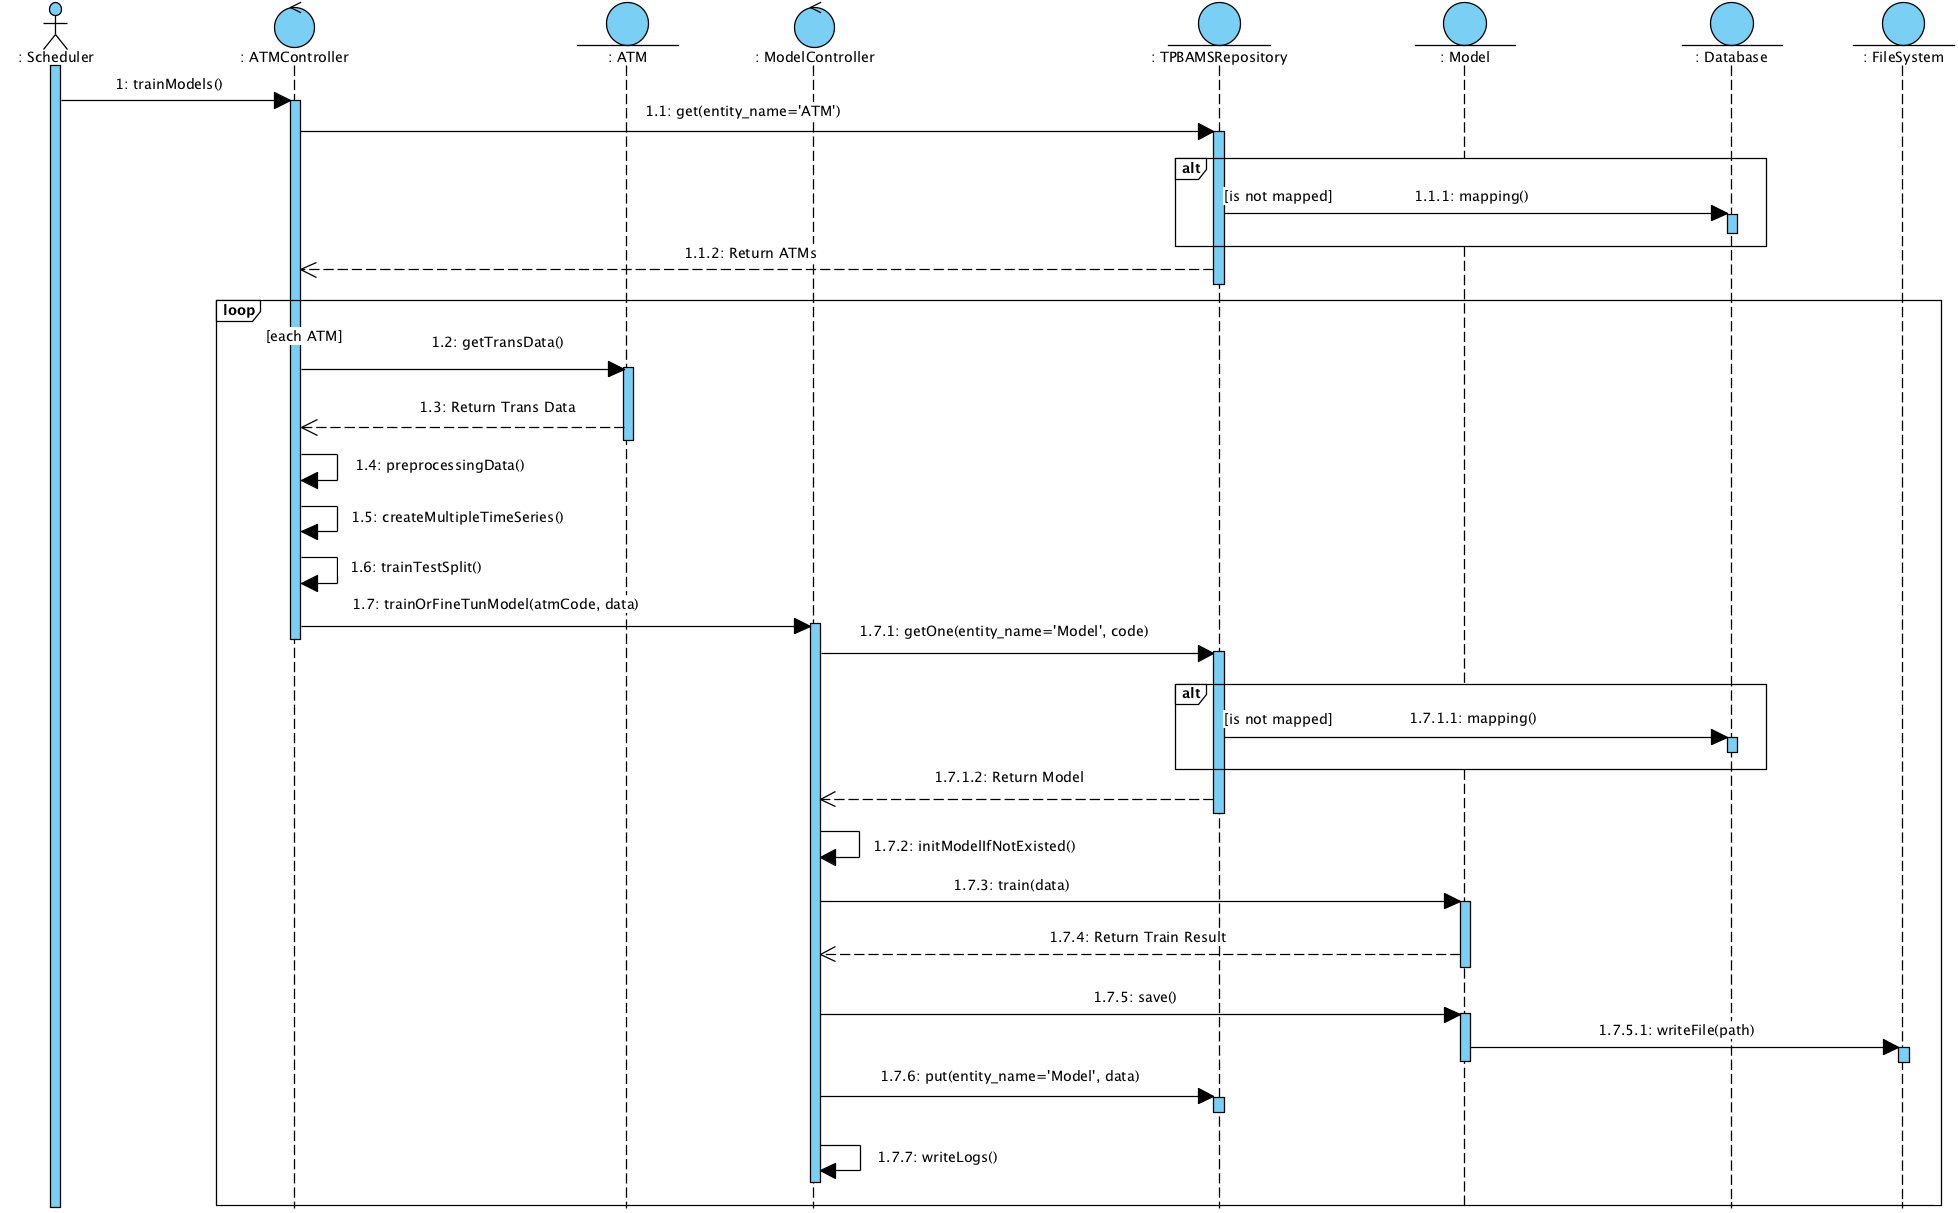 : Scheduler
: ATMController
: ATM
: ModelController
: TPBAMSRepository
: Model
: Database
: FileSystem
1: trainModels()
1.1: get(entity_name='ATM')
alt
[is not mapped]
1.1.1: mapping()
1.1.2: Return ATMs
loop
[each ATM]
1.2: getTransData()
1.3: Return Trans Data
1.4: preprocessingData()
1.5: createMultipleTimeSeries()
1.6: trainTestSplit()
1.7: trainOrFineTunModel(atmCode, data)
1.7.1: getOne(entity_name='Model', code)
alt
[is not mapped]
1.7.1.1: mapping()
1.7.1.2: Return Model
1.7.2: initModelIfNotExisted()
1.7.3: train(data)
1.7.4: Return Train Result
1.7.5: save()
1.7.5.1: writeFile(path)
1.7.6: put(entity_name='Model', data)
1.7.7: writeLogs()